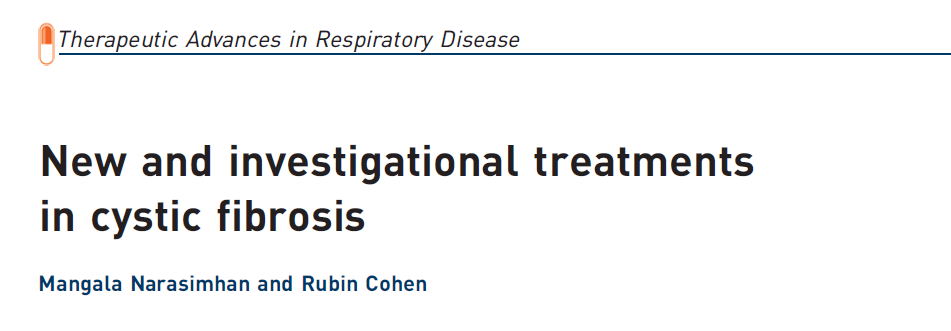 Therapeutic Advances in Respiratory Disease
New and investigational treatments
in cystic fibrosis
Mangala Narasimhan and Rubin Cohen